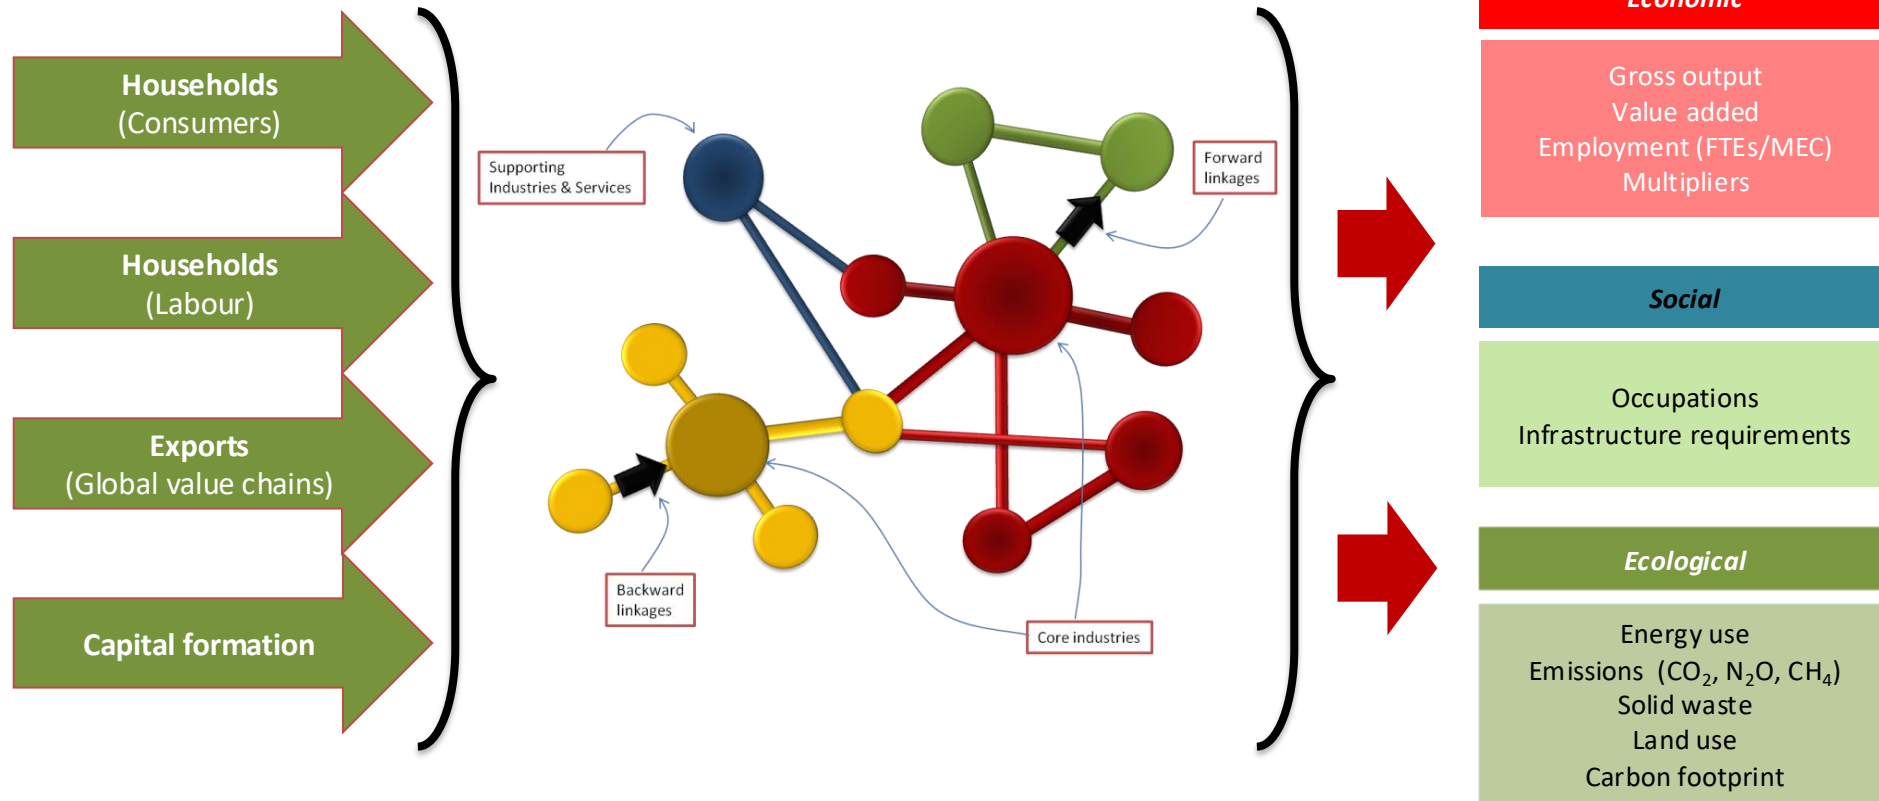 Households
(Consumers)
Households
(Labour)
Exports
(Global value chains)
Capital formation
Supporting
Industries & Services
Forward
linkages
Backward
linkages
Core industries
Economic
Gross output
Value added
Employment (FTEs/MEC)
Multipliers
Social
Occupations
Infrastructure requirements
Ecological
Energy use
Emissions (CO₂, N₂O, CH₄)
Solid waste
Land use
Carbon footprint